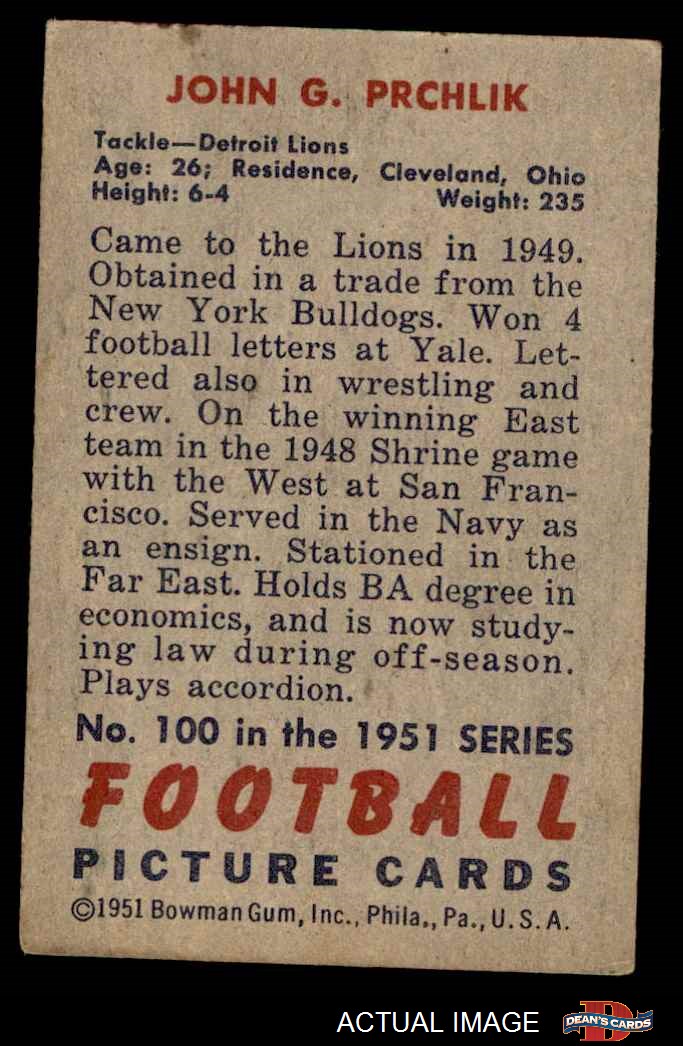 JOHN G. PRCHLIK
Tackle—Detroit Lions
Age: 26; Residence, Cleveland, Ohio
Height: 6-4 Weight: 235
Came to the Lions in 1949.
Obtained in a trade from the
New York Bulldogs. Won 4
football letters at Yale. Let-
tered also in wrestling and
crew. On the winning East
team in the 1948 Shrine game
with the West at San Fran-
cisco. Served in the Navy as
an ensign. Stationed in the
Far East. Holds BA degree in
economics, and is now study-
ing law during off-season.
Plays accordion.
No. 100 in the 1951 SERIES
FOOTBALL
PICTURE CARDS
©1951 Bowman Gum, Inc., Phila., Pa., U.S.A.
ACTUAL IMAGE
D
DEAN'S CARDS